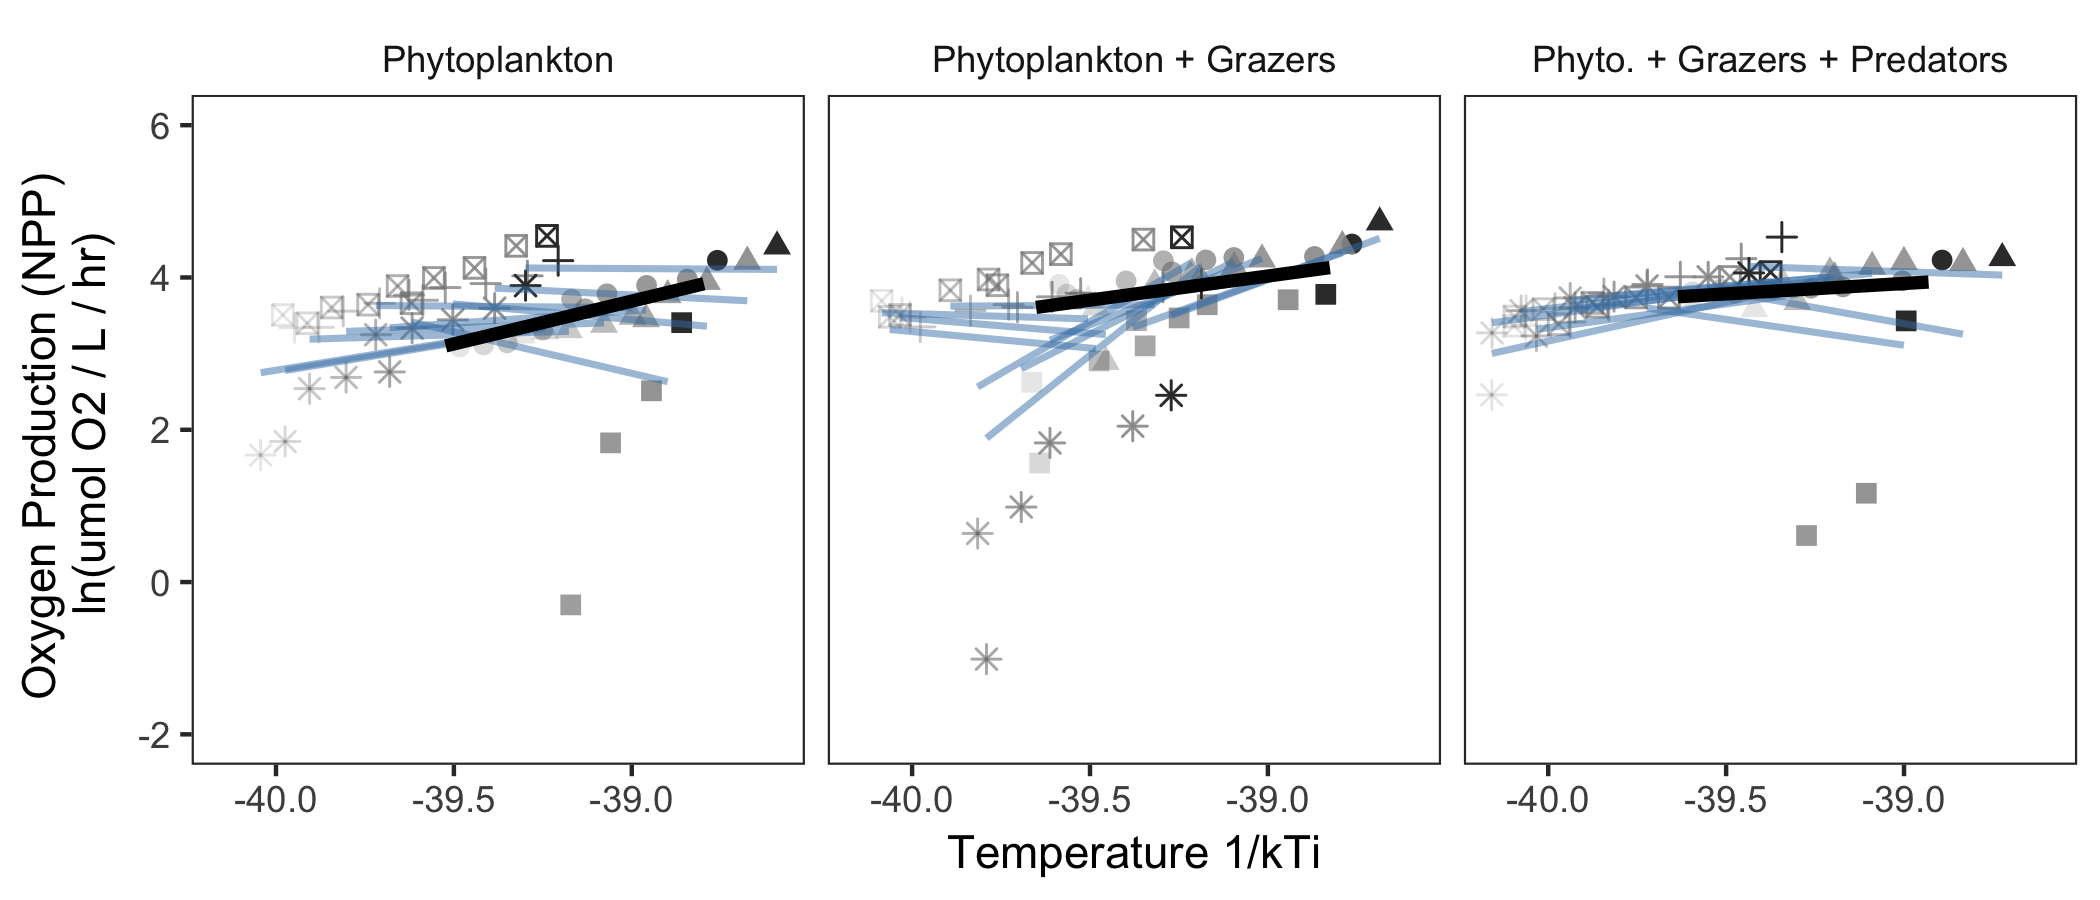 Phytoplankton
Phytoplankton + Grazers
Phyto. + Grazers + Predators
Oxygen Production (NPP)
ln(umol O2 / L / hr)
6
4
2
0
-2
-40.0
-39.5
-39.0
-40.0
-39.5
-39.0
-40.0
-39.5
-39.0
Temperature 1/kTi